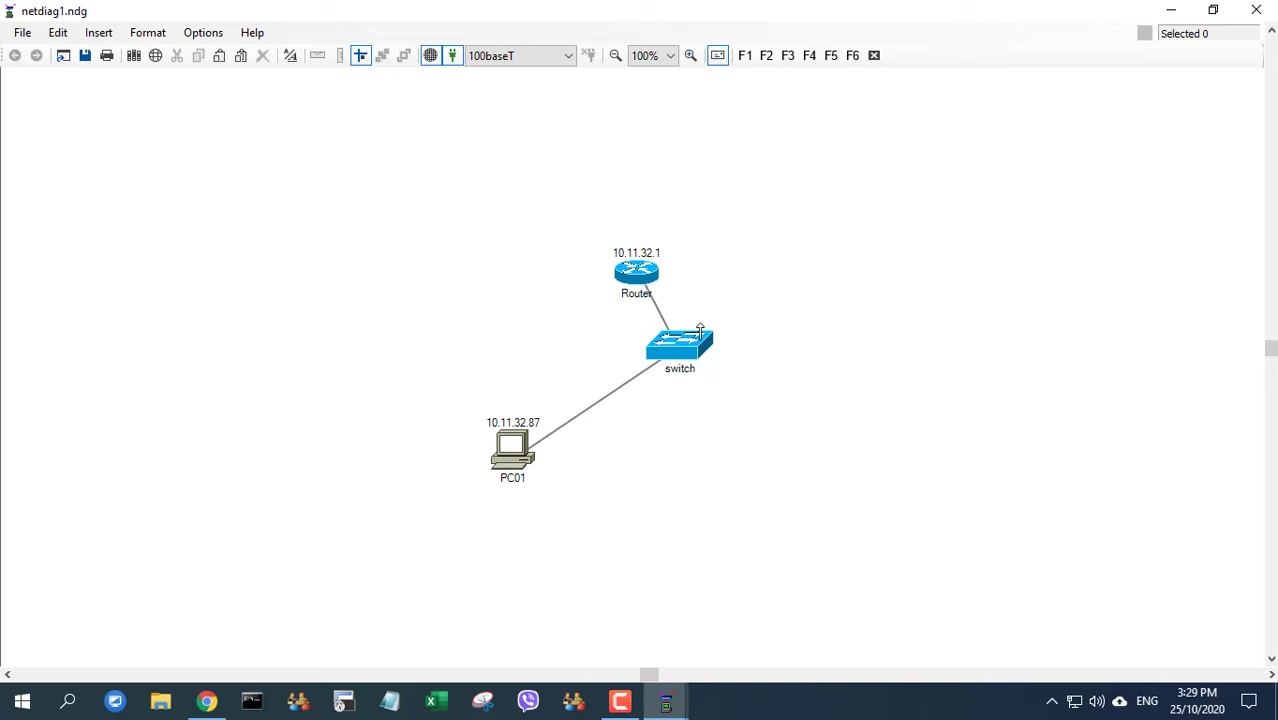 netdiag1.ndg
File Edit Insert Format Options Help
Selected 0
100baseT
100%
F1 F2 F3 F4 F5 F6
10.11.32.1
Router
switch
10.11.32.87
PC01
ENG
3:29 PM
25/10/2020